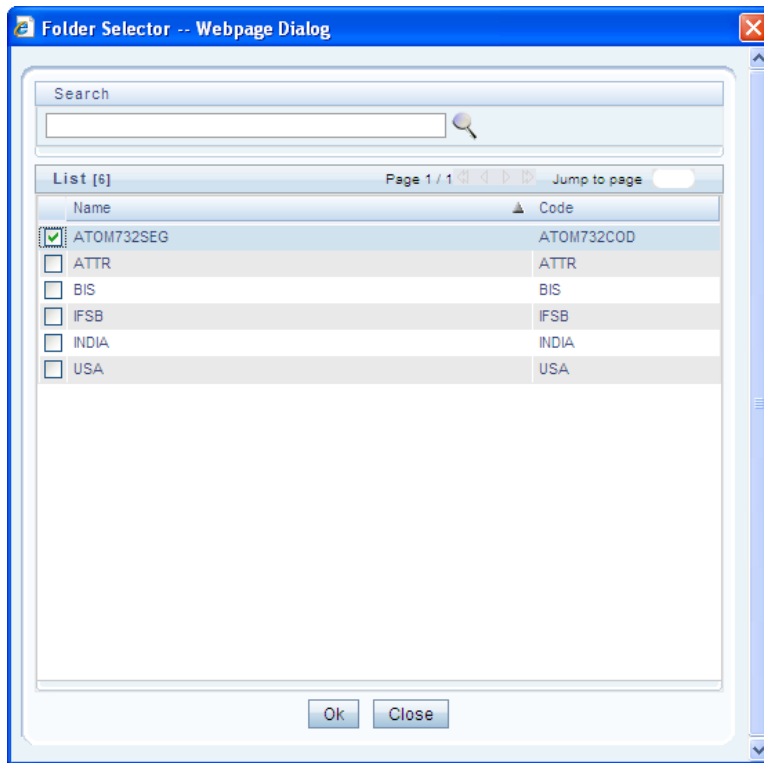 Folder Selector -- Webpage Dialog
Search
List [6] Page 1 / 1 Jump to page
Name Code
ATOM732SEG ATOM732COD
ATTR ATTR
BIS BIS
IFSB IFSB
INDIA INDIA
USA USA
Ok Close